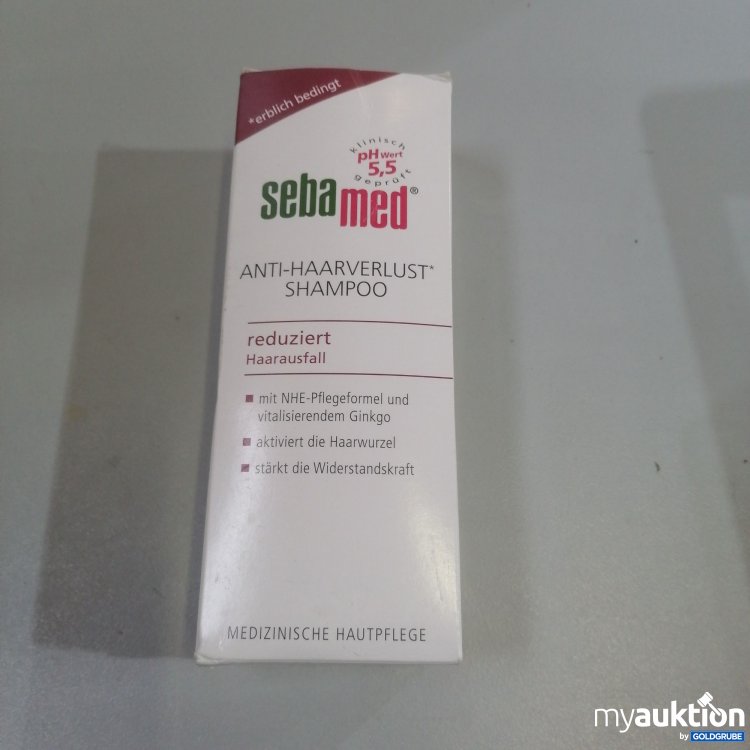 *erblich bedingt
klinisch
pH Wert
5,5
geprüft
sebamed®
ANTI-HAARVERLUST*
SHAMPOO
reduziert
Haarausfall
▪ mit NHE-Pflegeformel und
vitalisierendem Ginkgo
▪ aktiviert die Haarwurzel
▪ stärkt die Widerstandskraft
MEDIZINISCHE HAUTPFLEGE
myauktion
by GOLDGRUBE